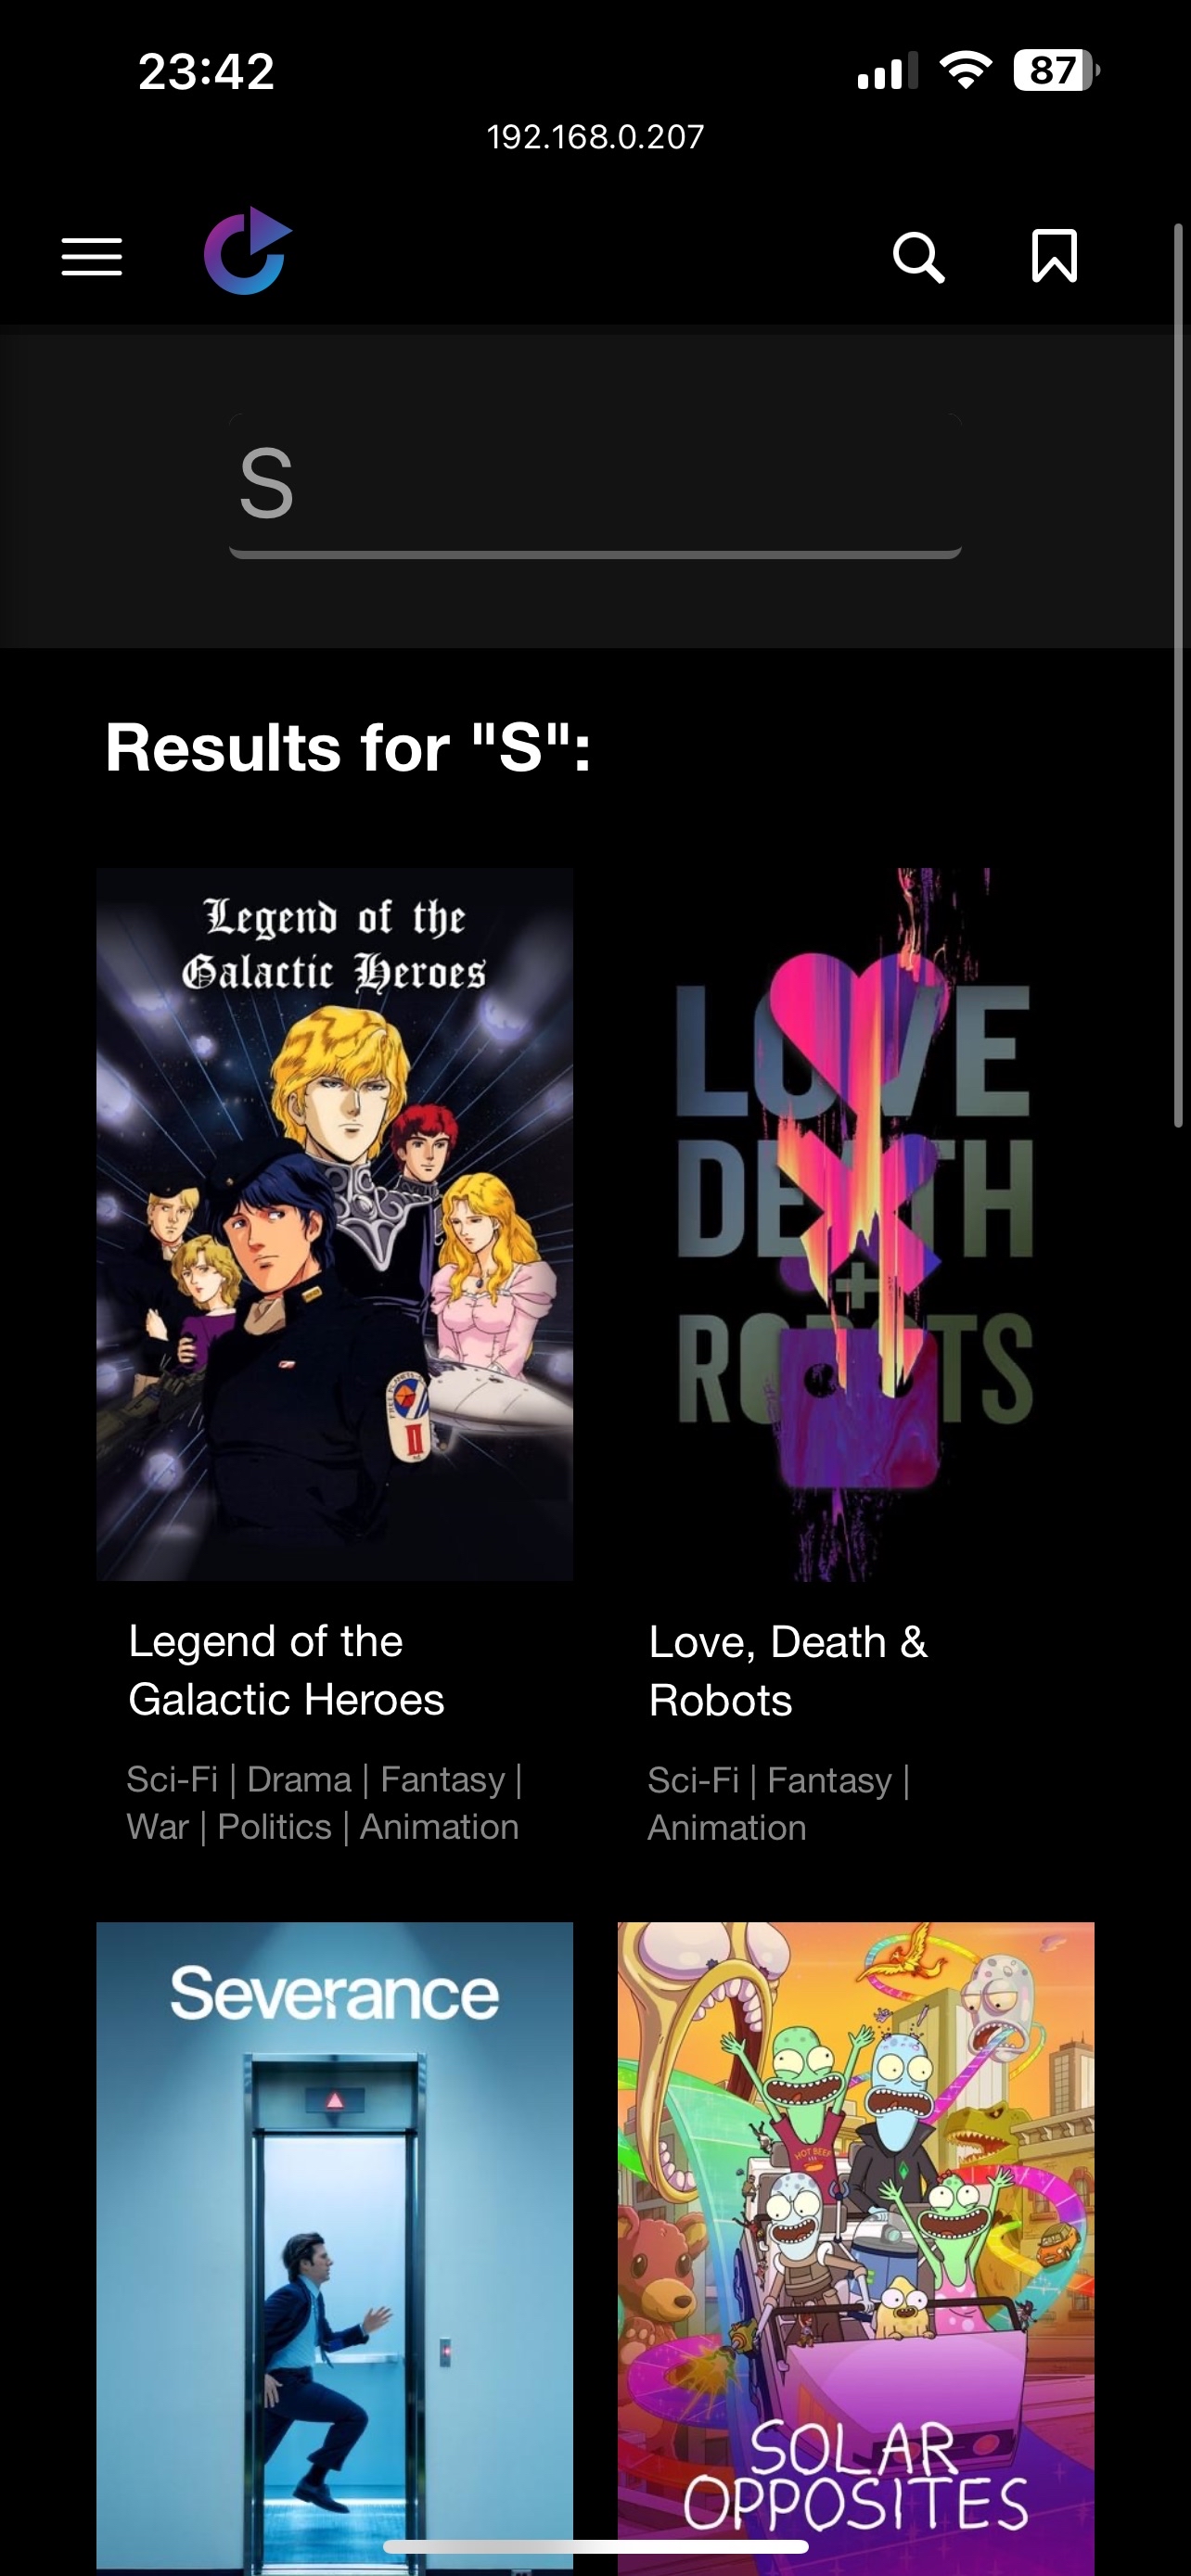 23:42
87
192.168.0.207
S
Results for "S":
Legend of the
Galactic Heroes
LOVE
DEATH
+
ROBOTS
Legend of the
Galactic Heroes
Sci-Fi | Drama | Fantasy |
War | Politics | Animation
Love, Death &
Robots
Sci-Fi | Fantasy |
Animation
Severance
HOT BEEF
SOLAR
OPPOSITES